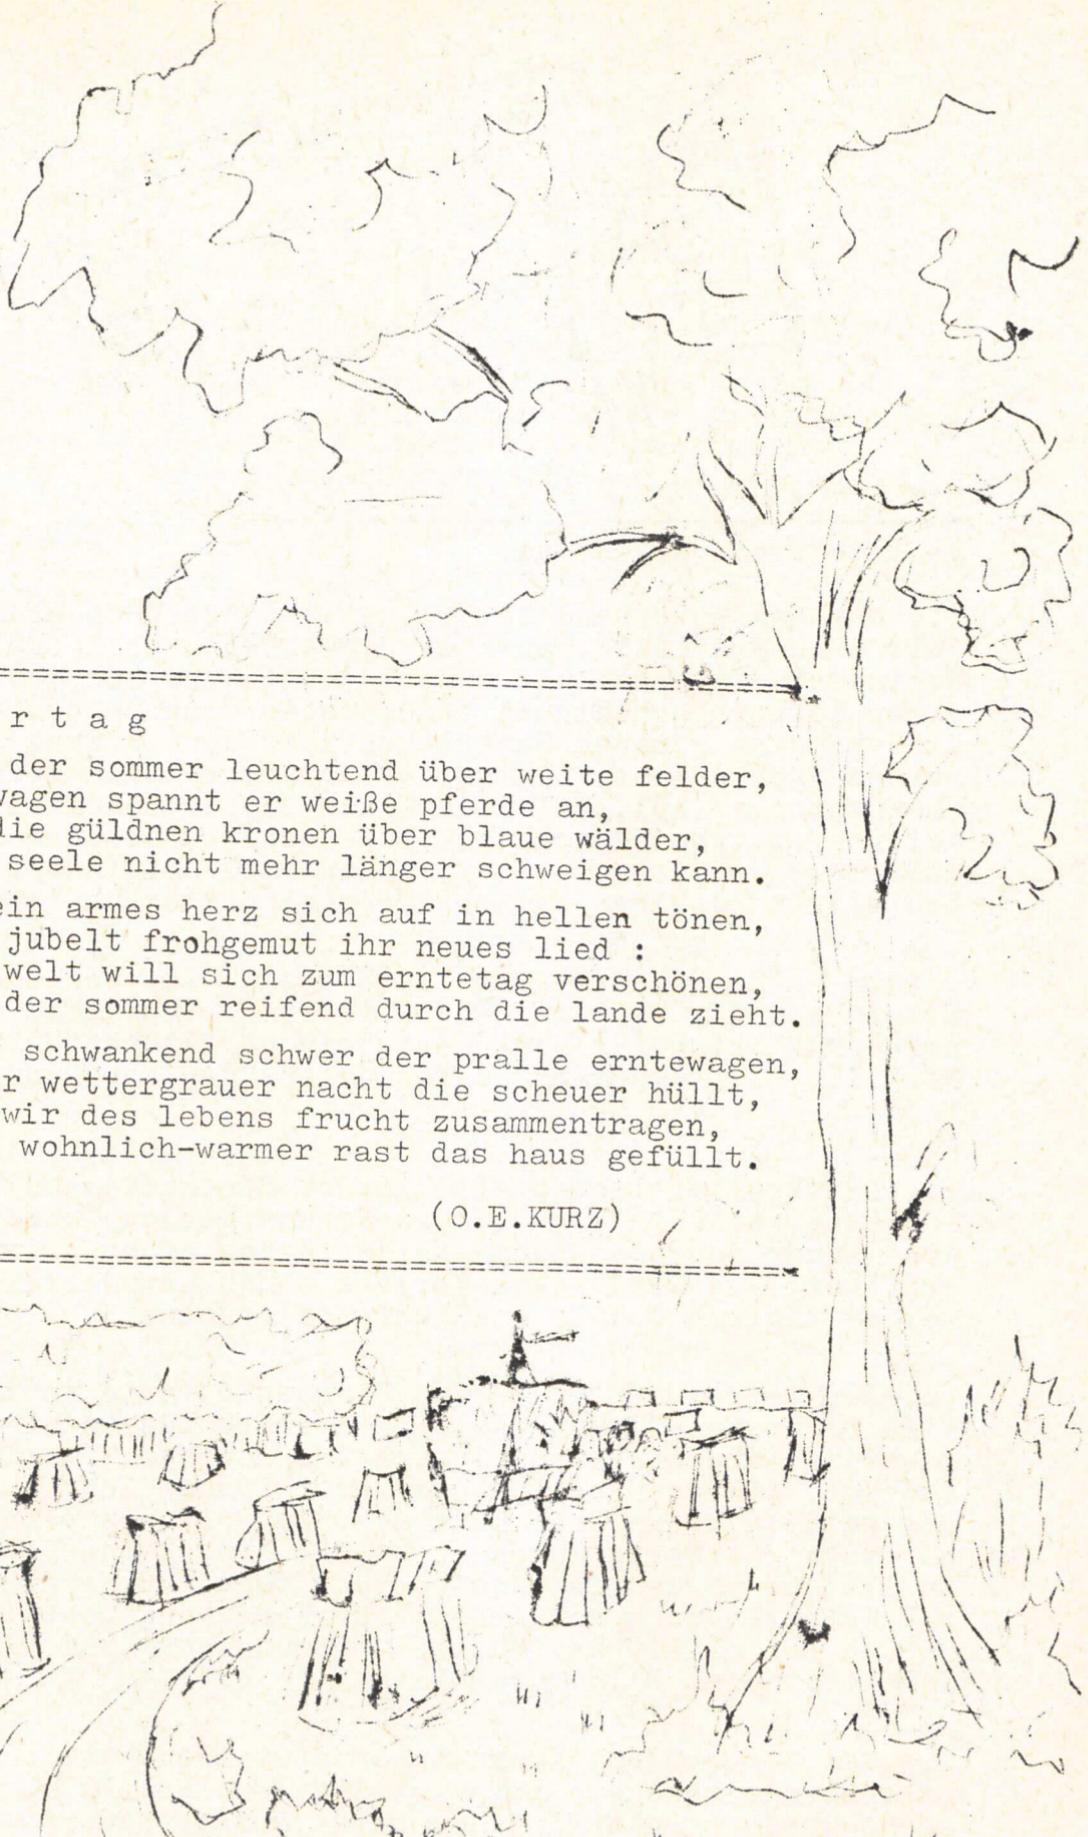 r t a g
der sommer leuchtend über weite felder,
wagen spannt er weiße pferde an,
die güldnen kronen über blaue wälder,
seele nicht mehr länger schweigen kann.
ein armes herz sich auf in hellen tönen,
jubelt frohgemut ihr neues lied :
welt will sich zum erntetag verschönen,
der sommer reifend durch die lande zieht.
schwankend schwer der pralle erntewagen,
r wettergrauer nacht die scheuer hüllt,
wir des lebens frucht zusammentragen,
wohnlich-warmer rast das haus gefüllt.
(O.E.KURZ)